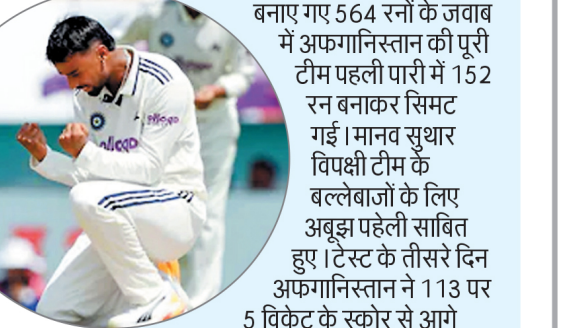 बनाए गए 564 रनों के जवाब
में अफगानिस्तान की पूरी
टीम पहली पारी में 152
रन बनाकर सिमट
गई। मानव सुथार
विपक्षी टीम के
बल्लेबाजों के लिए
अबूझ पहेली साबित
हुए। टेस्ट के तीसरे दिन
अफगानिस्तान ने 113 पर
5 विकेट के स्कोर से आगे
apollo